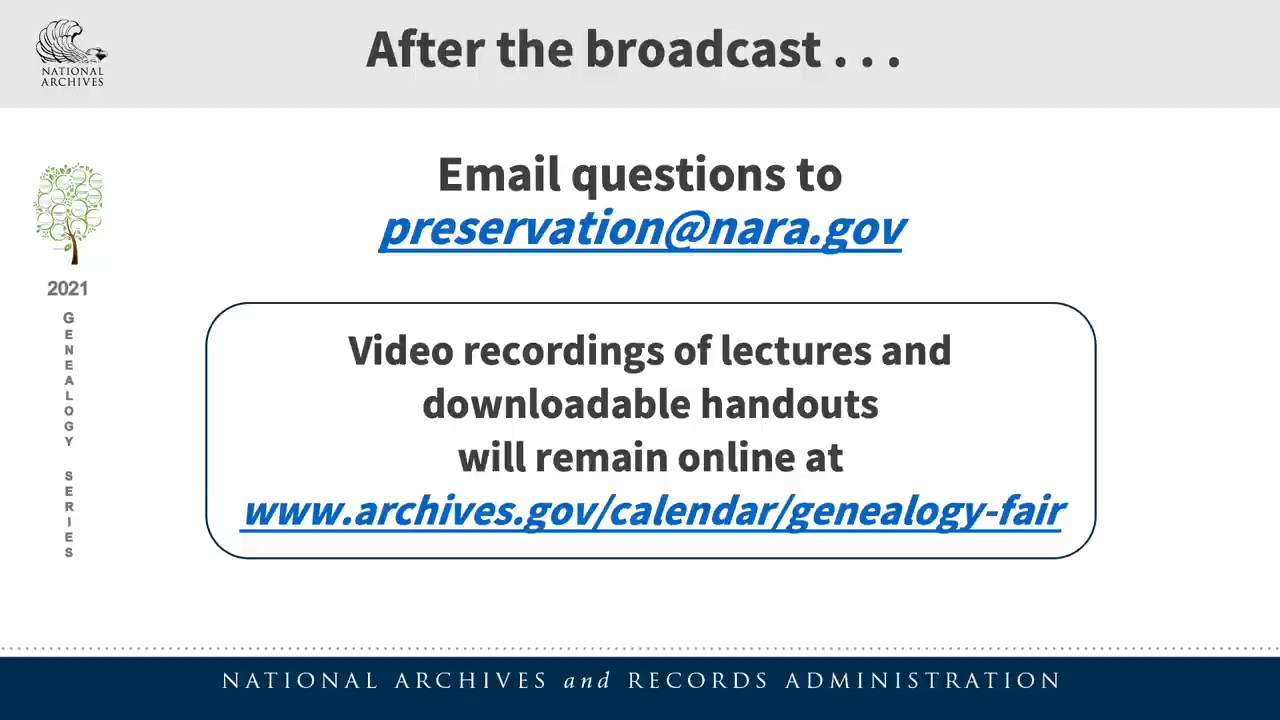 NATIONAL
ARCHIVES
After the broadcast . . .
Email questions to
preservation@nara.gov
2021
GENEALOGY SERIES
Video recordings of lectures and
downloadable handouts
will remain online at
www.archives.gov/calendar/genealogy-fair
NATIONAL ARCHIVES and RECORDS ADMINISTRATION